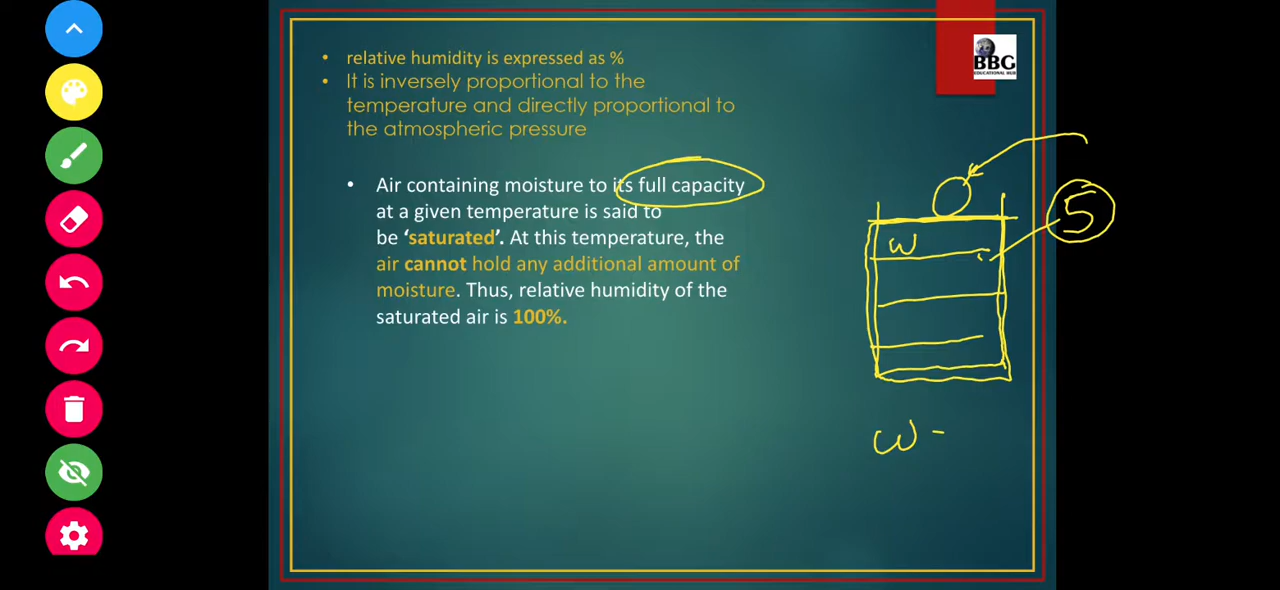 • relative humidity is expressed as %
• It is inversely proportional to the
temperature and directly proportional to
the atmospheric pressure
• Air containing moisture to its full capacity
at a given temperature is said to
be ‘saturated’. At this temperature, the
air cannot hold any additional amount of
moisture. Thus, relative humidity of the
saturated air is 100%.
BBG
EDUCATIONAL HUB
5
W
W -